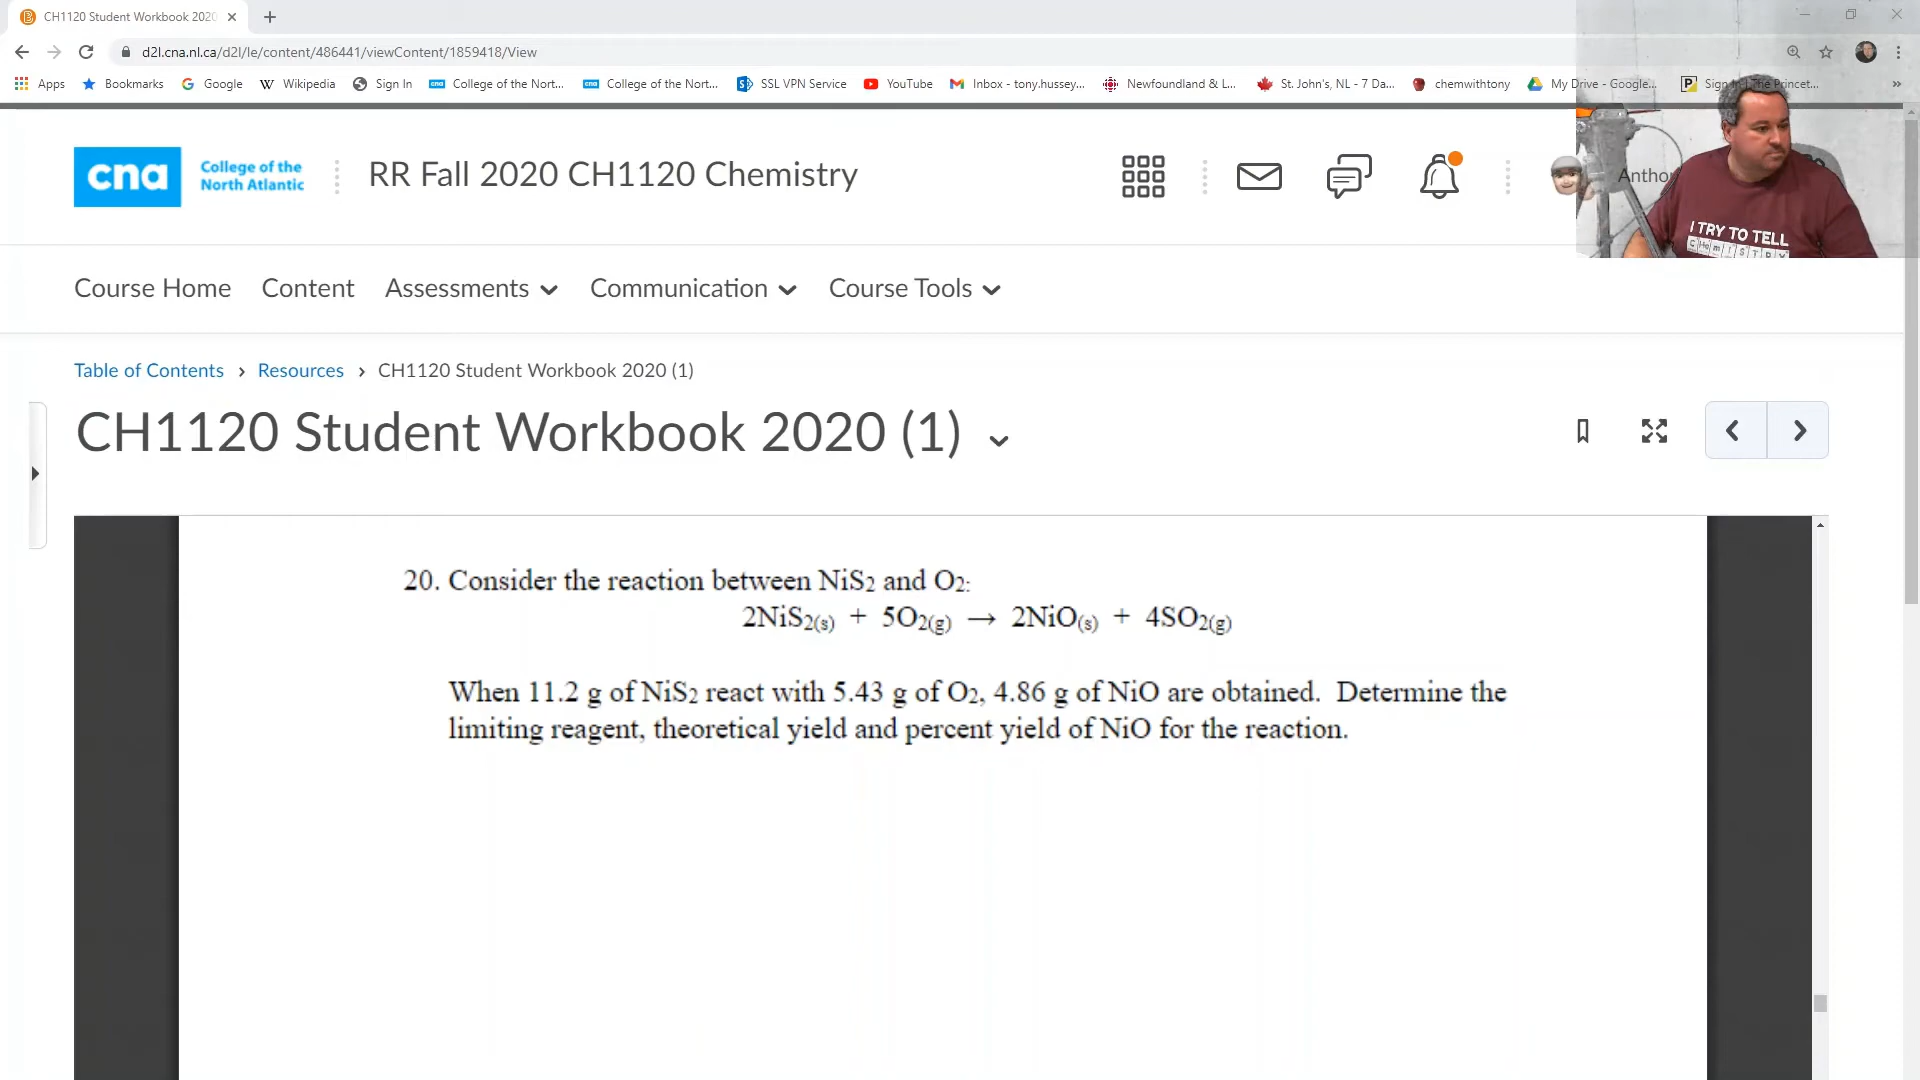 CH1120 Student Workbook 2020
d2l.cna.nl.ca/d2l/le/content/486441/viewContent/1859418/View
Apps Bookmarks Google Wikipedia Sign In College of the Nort... College of the Nort... SSL VPN Service YouTube Inbox - tony.hussey... Newfoundland & L... St. John's, NL - 7 Da... chemwithtony My Drive - Google... Sign In | The Princet... »
cna College of the
North Atlantic
RR Fall 2020 CH1120 Chemistry
Antho
I TRY TO TELL
Course Home Content Assessments Communication Course Tools
Table of Contents › Resources › CH1120 Student Workbook 2020 (1)
CH1120 Student Workbook 2020 (1)
20. Consider the reaction between NiS2 and O2:
2NiS2(s) + 5O2(g) → 2NiO(s) + 4SO2(g)
When 11.2 g of NiS2 react with 5.43 g of O2, 4.86 g of NiO are obtained. Determine the
limiting reagent, theoretical yield and percent yield of NiO for the reaction.